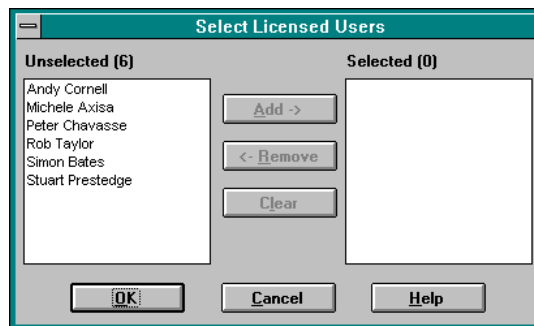 Select Licensed Users
Unselected (6)
Selected (0)
Andy Cornell
Michele Axisa
Peter Chavasse
Rob Taylor
Simon Bates
Stuart Prestedge
Add ->
<- Remove
Clear
OK
Cancel
Help